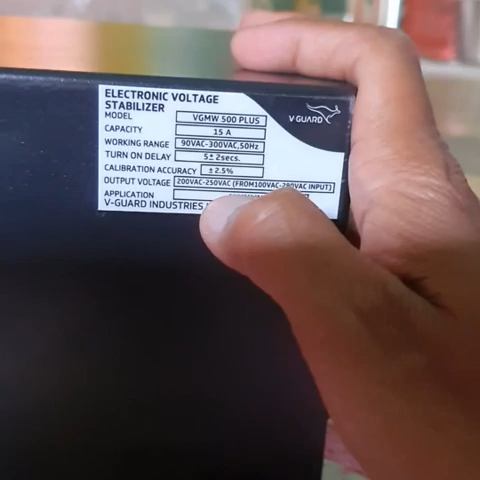 ELECTRONIC VOLTAGE
STABILIZER
V-GUARD
MODEL VGMW 500 PLUS
CAPACITY 15 A
WORKING RANGE 90VAC-300VAC,50Hz
TURN ON DELAY 5±2secs.
CALIBRATION ACCURACY ±2.5%
OUTPUT VOLTAGE 200VAC-250VAC (FROM100VAC-290VAC INPUT)
APPLICATION
V-GUARD INDUSTRIES